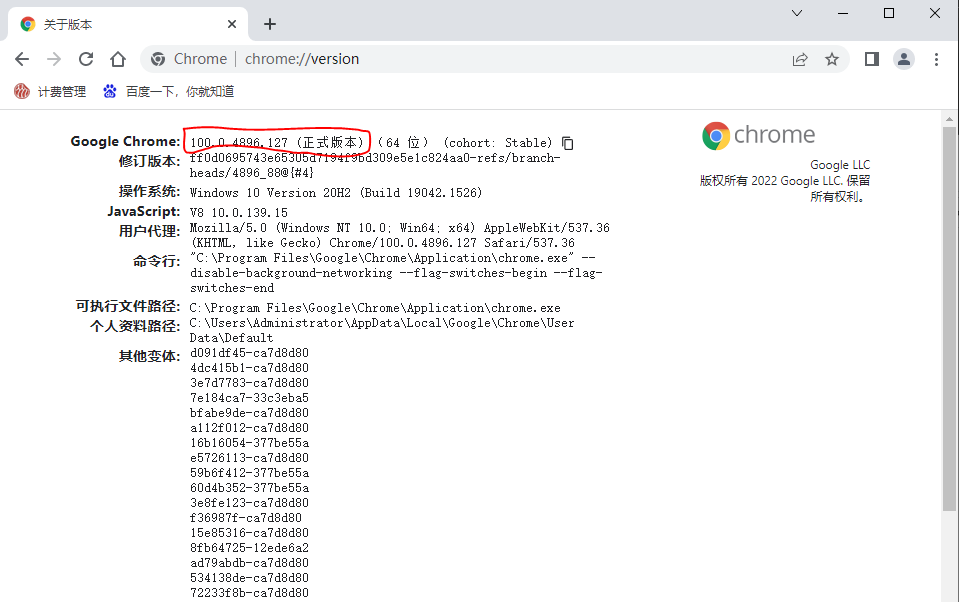 关于版本
Chrome | chrome://version
计费管理 百度一下，你就知道
Google Chrome: 100.0.4896.127 (正式版本) (64 位) (cohort: Stable)
修订版本: ff0d0695743e65305d7194f9bd309e5e1c824aa0-refs/branch-
heads/4896_88@{#4}
操作系统: Windows 10 Version 20H2 (Build 19042.1526)
JavaScript: V8 10.0.139.15
用户代理: Mozilla/5.0 (Windows NT 10.0; Win64; x64) AppleWebKit/537.36
(KHTML, like Gecko) Chrome/100.0.4896.127 Safari/537.36
命令行: "C:\Program Files\Google\Chrome\Application\chrome.exe" --
disable-background-networking --flag-switches-begin --flag-
switches-end
可执行文件路径: C:\Program Files\Google\Chrome\Application\chrome.exe
个人资料路径: C:\Users\Administrator\AppData\Local\Google\Chrome\User
Data\Default
其他变体: d091df45-ca7d8d80
4dc415b1-ca7d8d80
3e7d7783-ca7d8d80
7e184ca7-33c3eba5
bfabe9de-ca7d8d80
a112f012-ca7d8d80
16b16054-377be55a
e5726113-ca7d8d80
59b6f412-377be55a
60d4b352-377be55a
3e8fe123-ca7d8d80
f36987f-ca7d8d80
15e85316-ca7d8d80
8fb64725-12ede6a2
ad79abdb-ca7d8d80
534138de-ca7d8d80
72233f8b-ca7d8d80
chrome
Google LLC
版权所有 2022 Google LLC. 保留
所有权利。